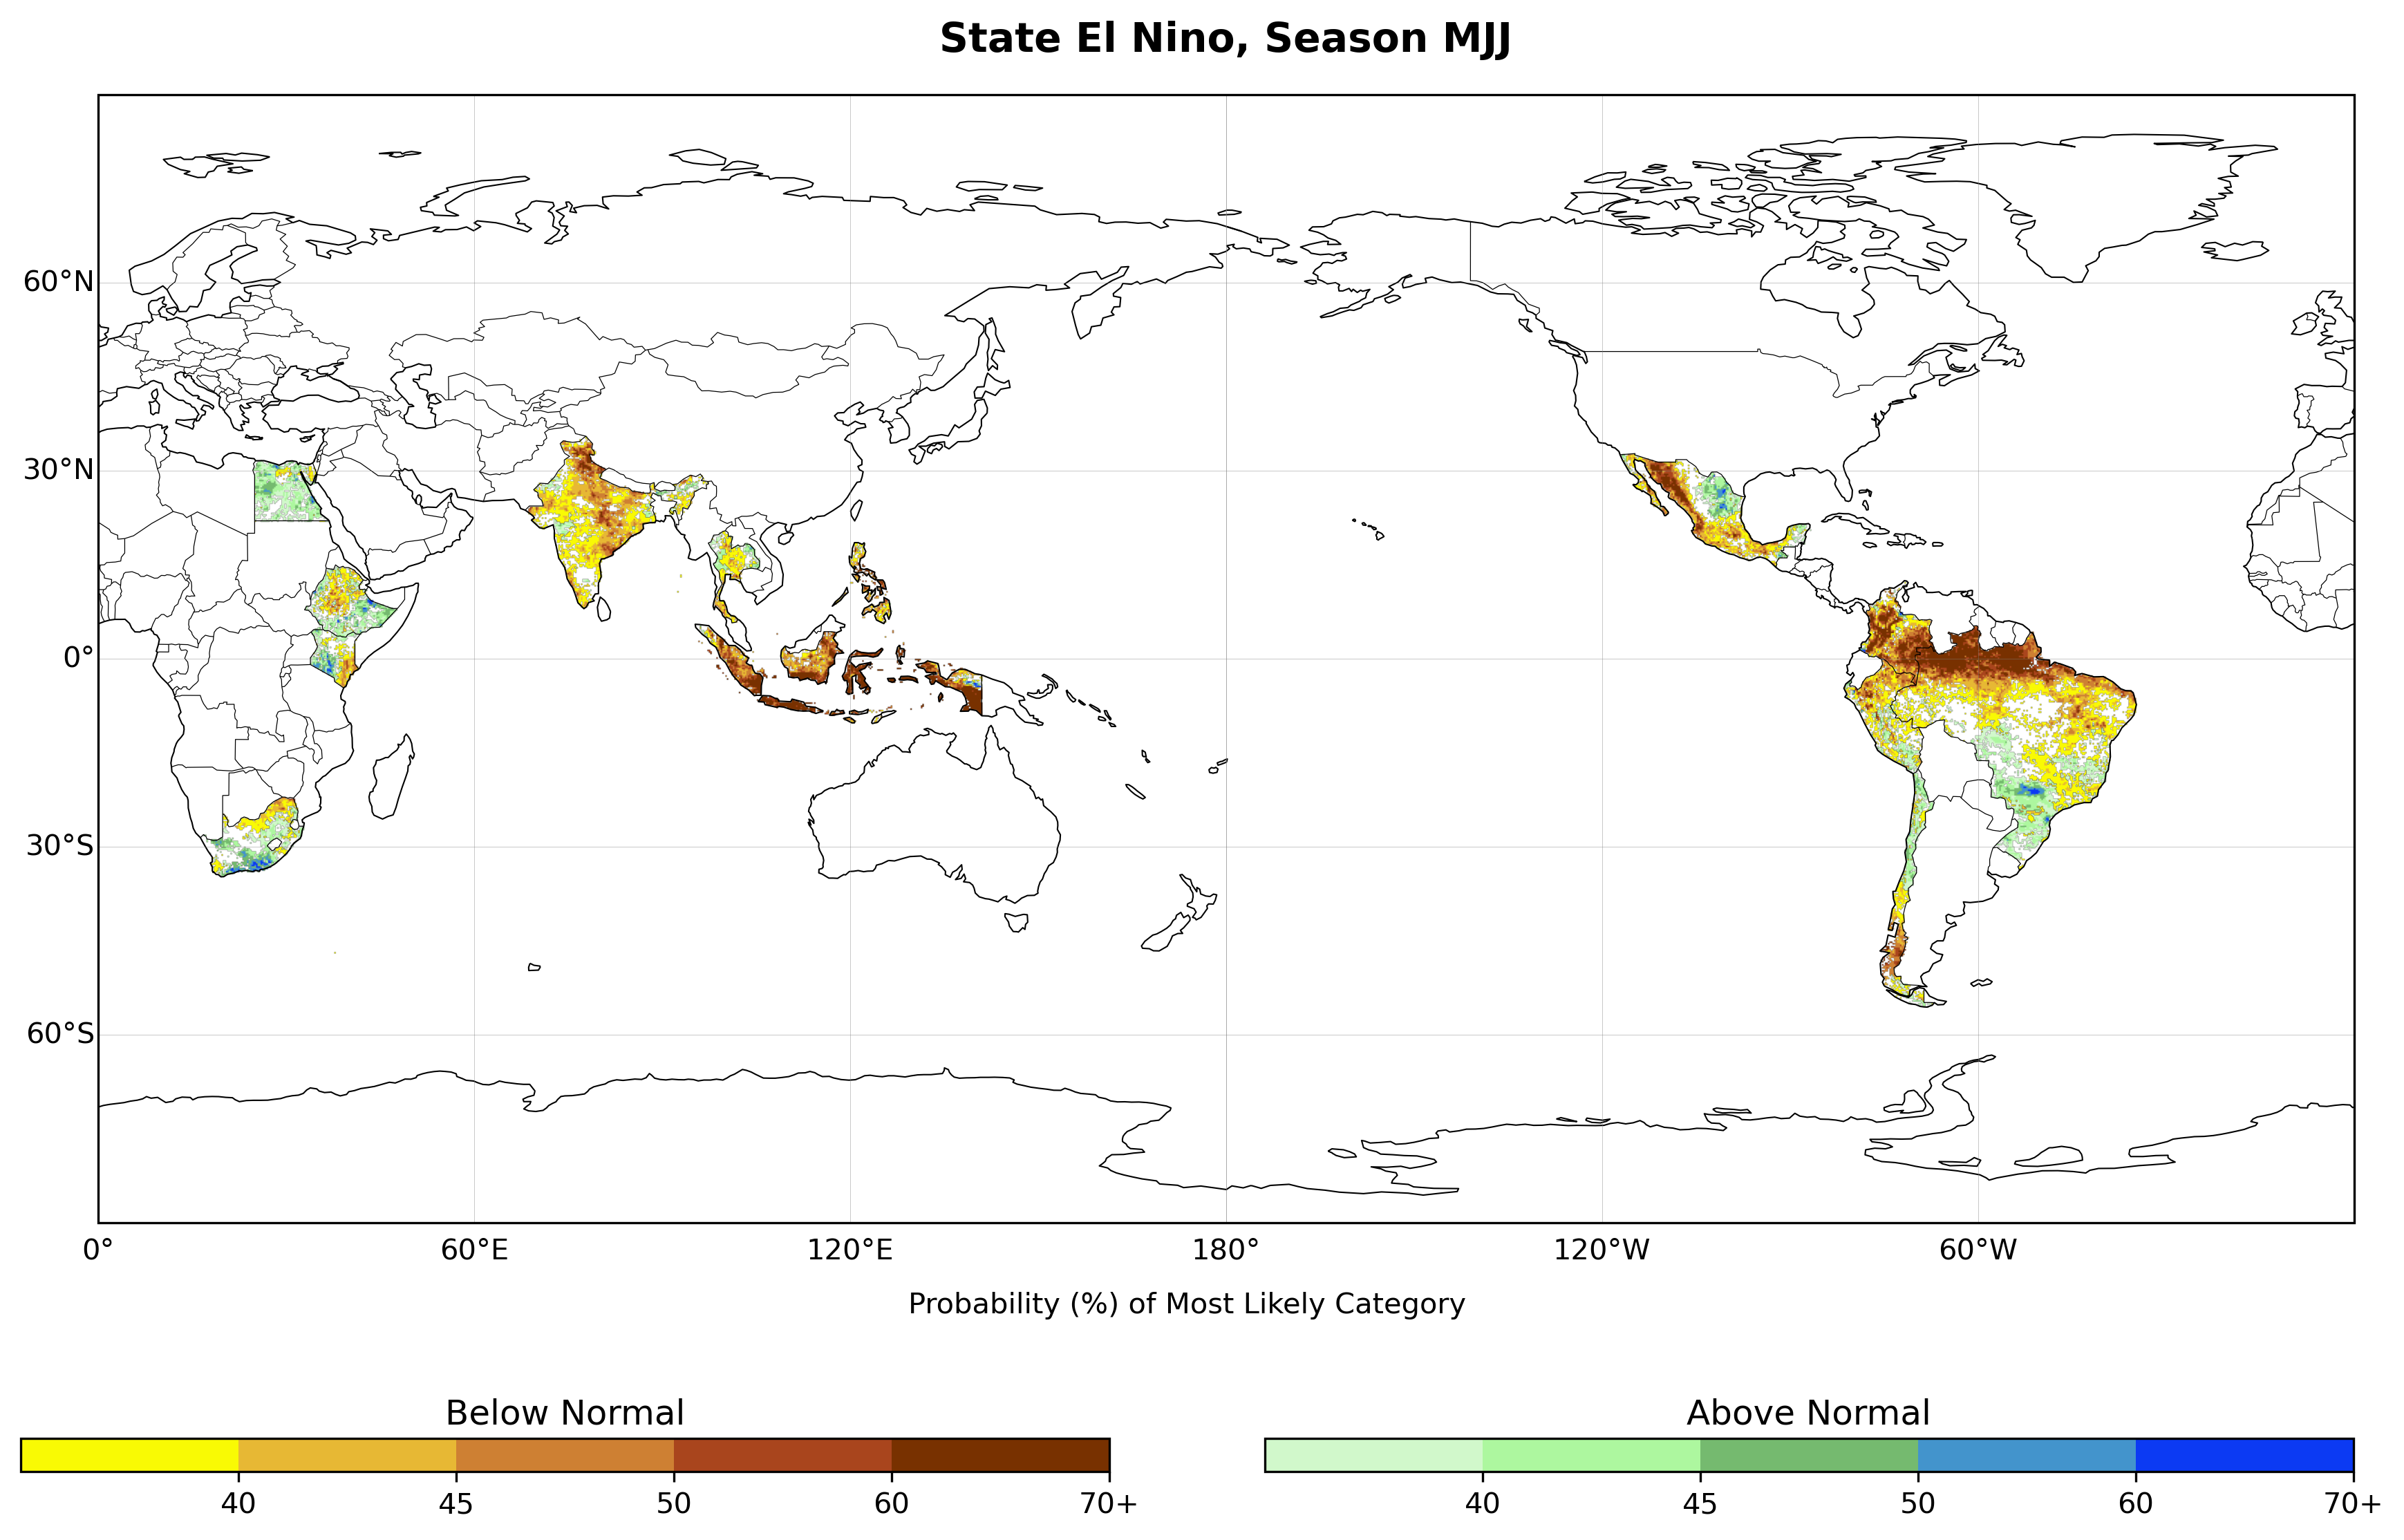 State El Nino, Season MJJ
60°N
30°N
0°
30°S
60°S
0° 60°E 120°E 180° 120°W 60°W
Probability (%) of Most Likely Category
Below Normal Above Normal
40 45 50 60 70+ 40 45 50 60 70+